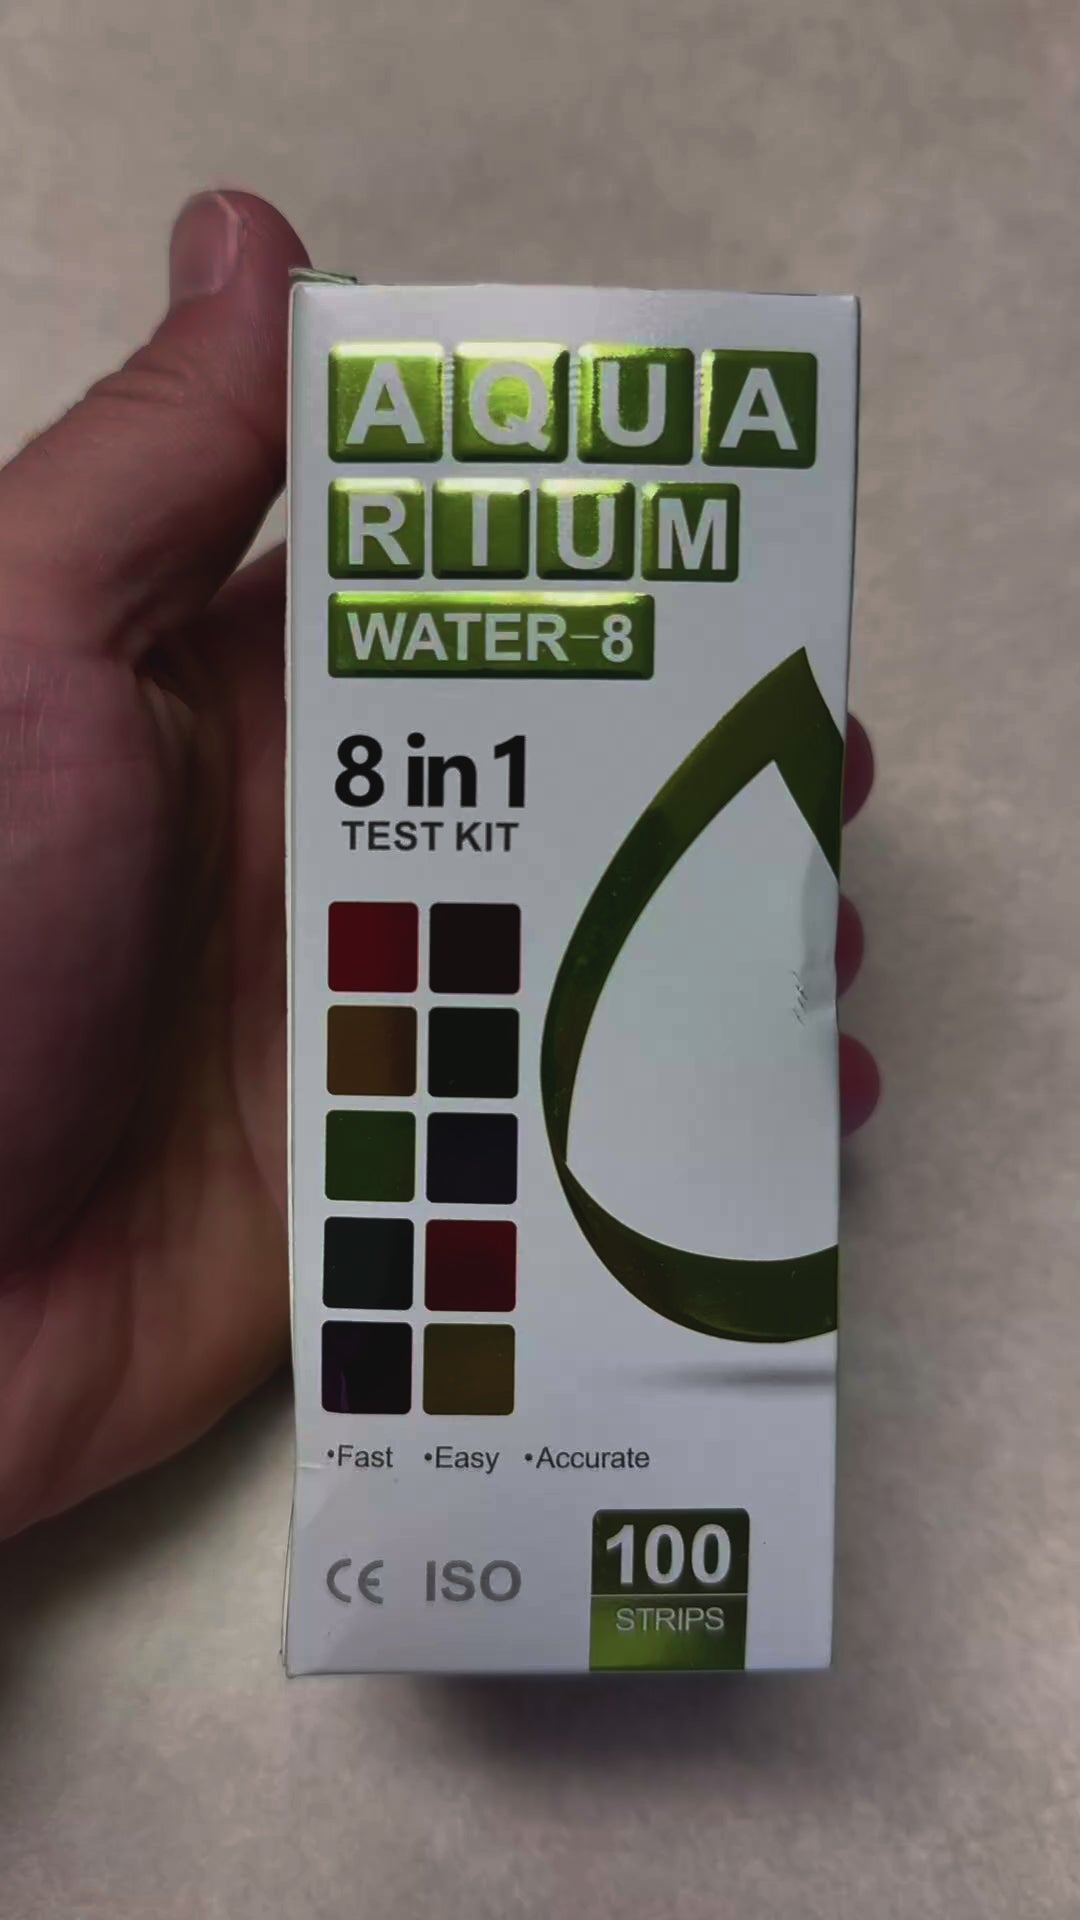 AQUA
RIUM
WATER-8
8 in 1
TEST KIT
•Fast •Easy •Accurate
CE ISO
100
STRIPS